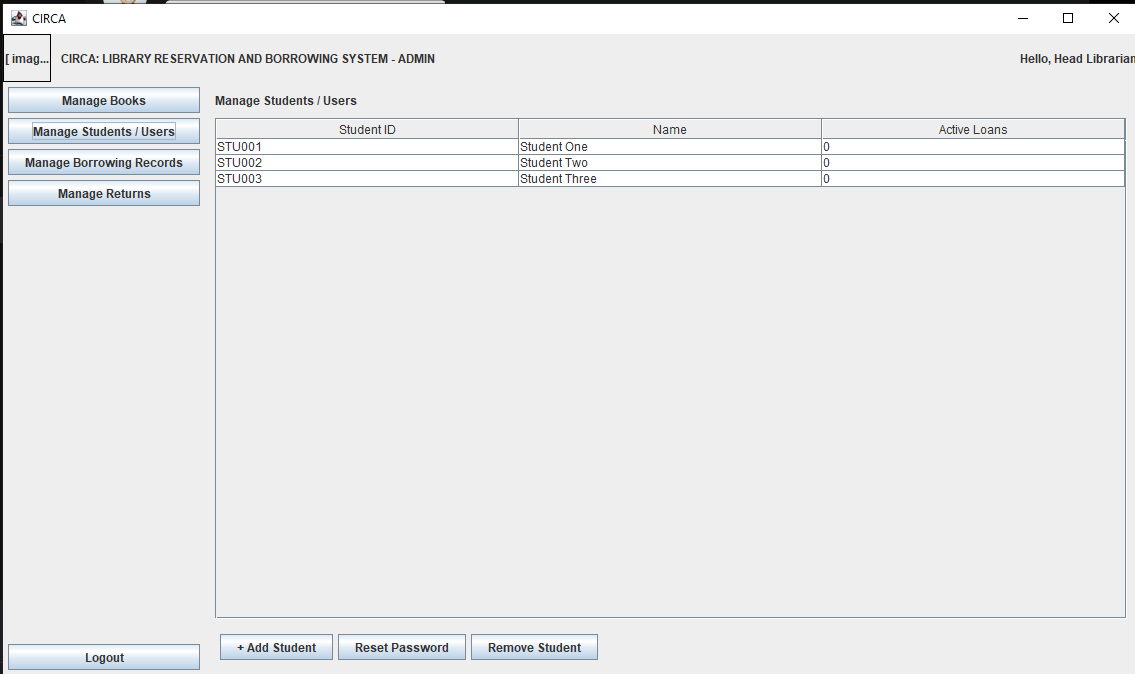 CIRCA
[ imag...
CIRCA: LIBRARY RESERVATION AND BORROWING SYSTEM - ADMIN
Hello, Head Librarian
Manage Books
Manage Students / Users
Manage Borrowing Records
Manage Returns
Logout
Manage Students / Users
Student ID Name Active Loans
STU001 Student One 0
STU002 Student Two 0
STU003 Student Three 0
+ Add Student Reset Password Remove Student